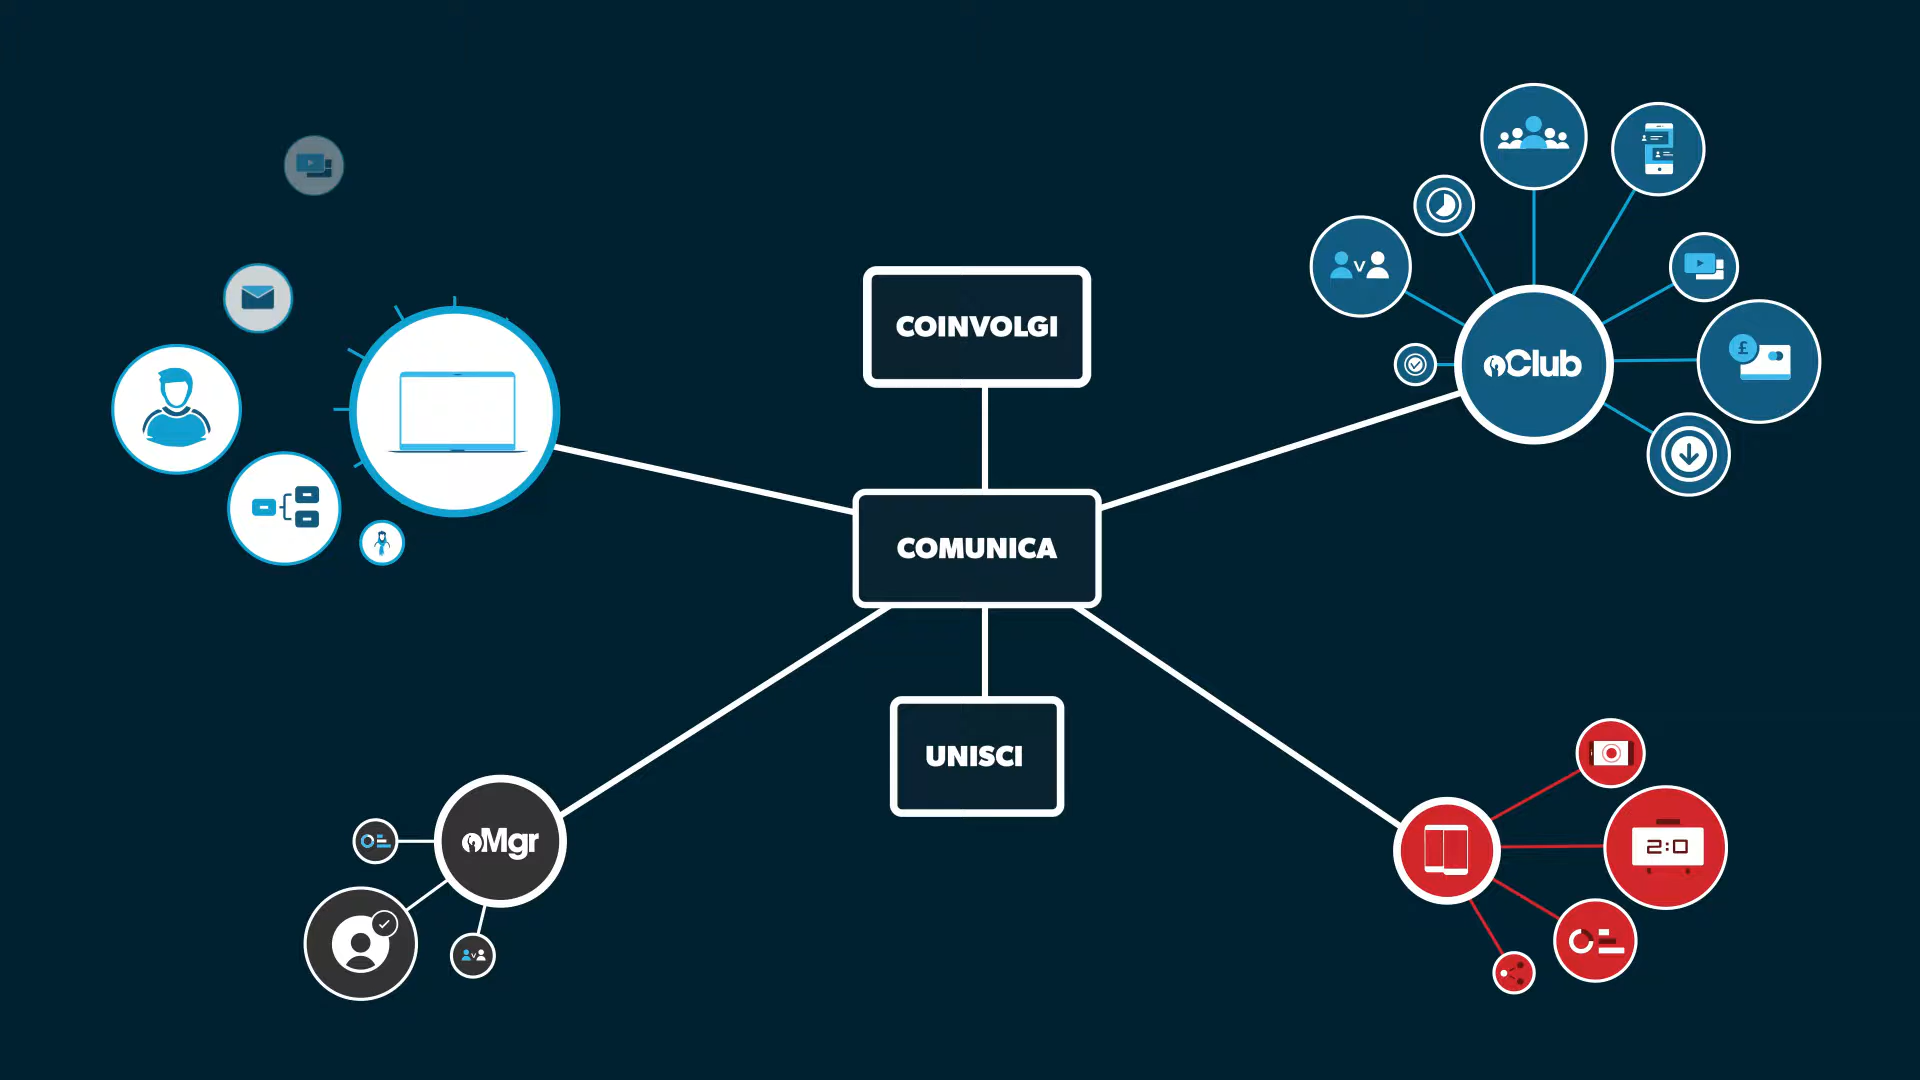 COINVOLGI
V
£
Club
COMUNICA
UNISCI
Mgr
V
2:0